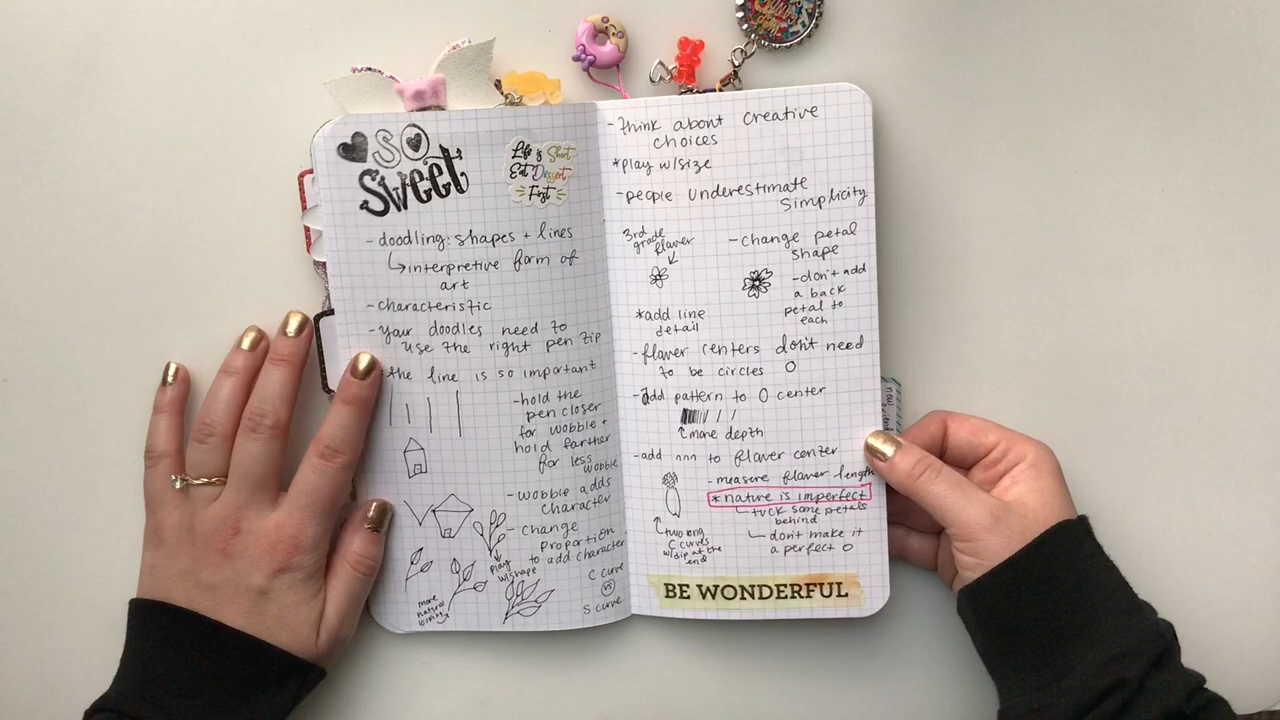 SO
Sweet
Life is Short
Eat Dessert
First
- doodling: shapes + lines
interpretive form of
art
- characteristic
- your doodles need to
use the right pen tip
the line is so important
- hold the
pen closer
for wobble +
hold farther
for less
wobble
- wobble adds
character
- change
proportion
to add character
play
w/shape
more
natural
C curve
vs
S curve
- Think about creative
choices
*play w/size
- people underestimate
simplicity
3rd
grade
flower
- change petal
shape
- don't add
a back
petal to
each
*add line
detail
- flower centers don't need
to be circles O
- Add pattern to O center
more depth
- add nnn to flower center
- measure flower length
*nature is imperfect
tuck some petals
behind
don't make it
a perfect O
two long
C curves
w/dip at the
end
BE WONDERFUL
now